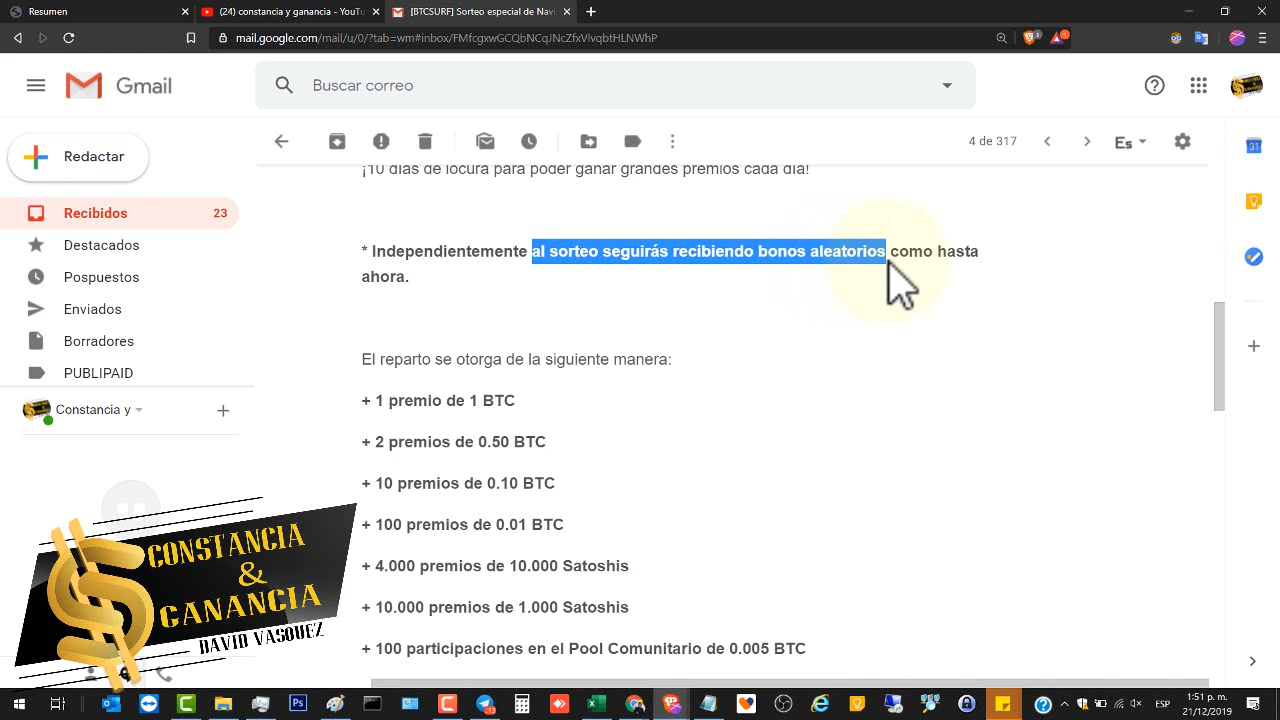 Resumen
(24) constancia y ganancia - YouTu
[BTCSURF] Sorteo especial de Navi
mail.google.com/mail/u/0/?tab=wm#inbox/FMfcgxwGCQbNCqJNcZfxVlvqbtHLNWhP
Gmail
Buscar correo
Redactar
4 de 317
Es
Recibidos 23
Destacados
Pospuestos
Enviados
Borradores
PUBLIPAID
Constancia y
¡10 días de locura para poder ganar grandes premios cada día!
* Independientemente al sorteo seguirás recibiendo bonos aleatorios como hasta
ahora.
El reparto se otorga de la siguiente manera:
+ 1 premio de 1 BTC
+ 2 premios de 0.50 BTC
+ 10 premios de 0.10 BTC
+ 100 premios de 0.01 BTC
+ 4.000 premios de 10.000 Satoshis
+ 10.000 premios de 1.000 Satoshis
+ 100 participaciones en el Pool Comunitario de 0.005 BTC
CONSTANCIA
&
GANANCIA
DAVID VASQUEZ
31
ESP
1:51 p. m.
21/12/2019